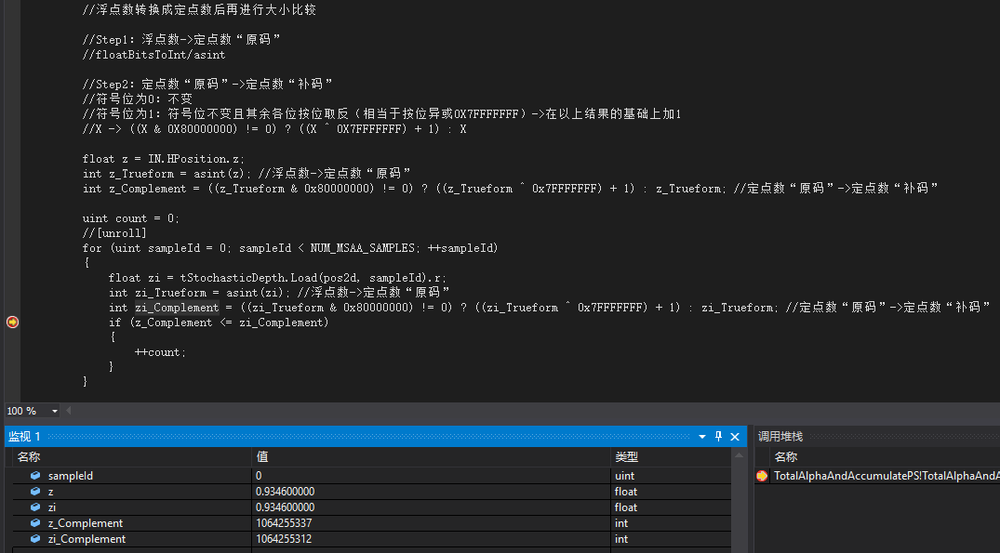 //浮点数转换成定点数后再进行大小比较
//Step1：浮点数->定点数“原码”
//floatBitsToInt/asint
//Step2：定点数“原码”->定点数“补码”
//符号位为0：不变
//符号位为1：符号位不变且其余各位按位取反（相当于按位异或0X7FFFFFFF）->在以上结果的基础上加1
//X -> ((X & 0X80000000) != 0) ? ((X ^ 0X7FFFFFFF) + 1) : X
float z = IN.HPosition.z;
int z_Trueform = asint(z); //浮点数->定点数“原码”
int z_Complement = ((z_Trueform & 0x80000000) != 0) ? ((z_Trueform ^ 0x7FFFFFFF) + 1) : z_Trueform; //定点数“原码”->定点数“补码”
uint count = 0;
//[unroll]
for (uint sampleId = 0; sampleId < NUM_MSAA_SAMPLES; ++sampleId)
{
float zi = tStochasticDepth.Load(pos2d, sampleId).r;
int zi_Trueform = asint(zi); //浮点数->定点数“原码”
int zi_Complement = ((zi_Trueform & 0x80000000) != 0) ? ((zi_Trueform ^ 0x7FFFFFFF) + 1) : zi_Trueform; //定点数“原码”->定点数“补码”
if (z_Complement <= zi_Complement)
{
++count;
}
}
100 %
监视 1
名称 值 类型
sampleId 0 uint
z 0.934600000 float
zi 0.934600000 float
z_Complement 1064255337 int
zi_Complement 1064255312 int
调用堆栈
名称
TotalAlphaAndAccumulatePS!TotalAlphaAndA